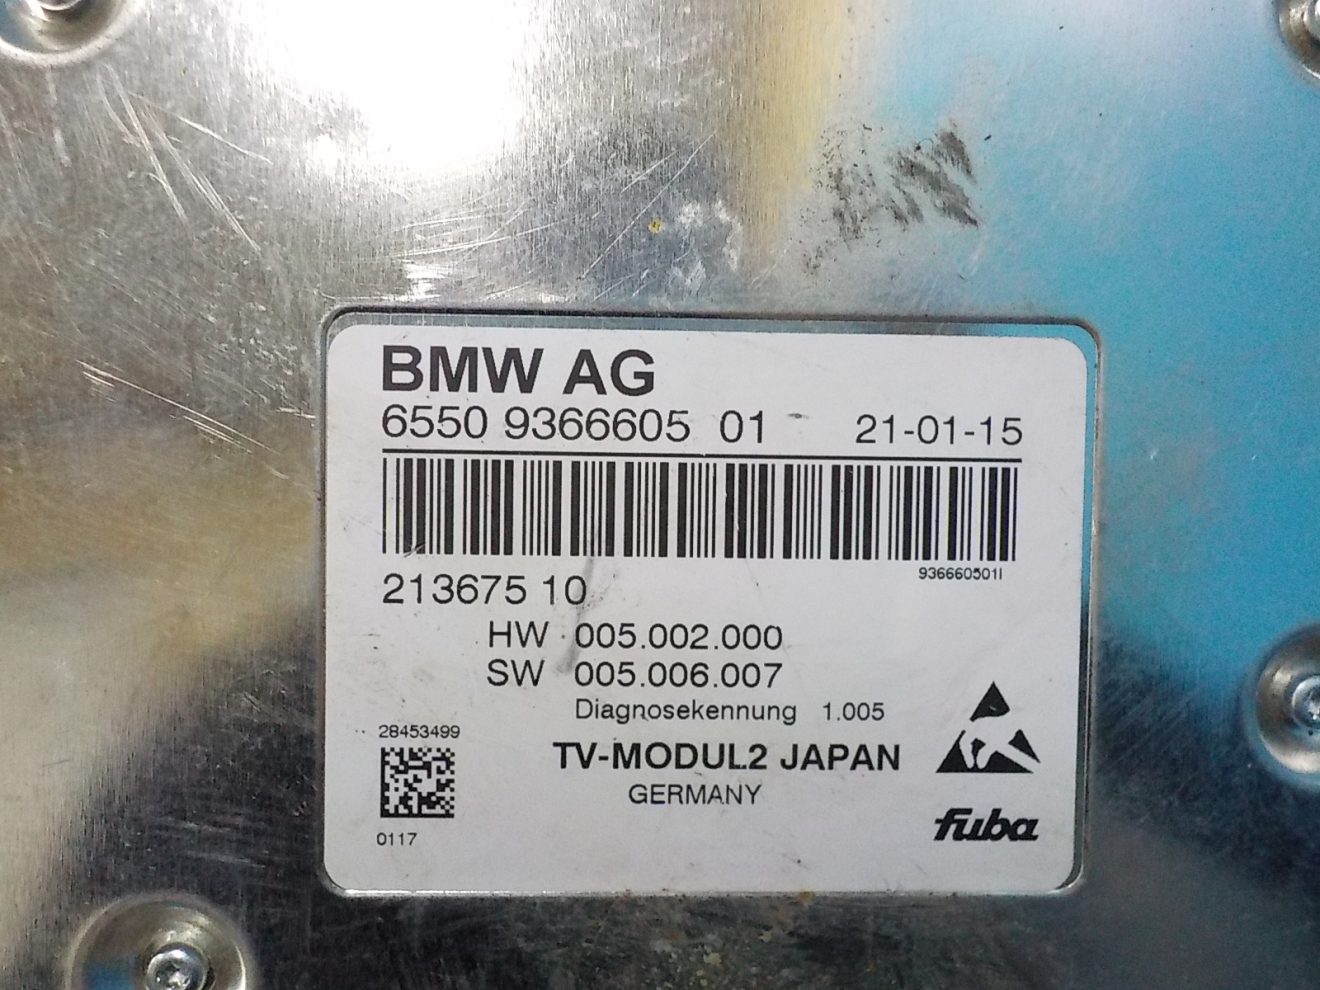 BMW AG
6550 9366605 01 21-01-15
936660501I
213675 10
HW 005.002.000
SW 005.006.007
Diagnosekennung 1.005
28453499
TV-MODUL2 JAPAN
GERMANY
fuba
0117